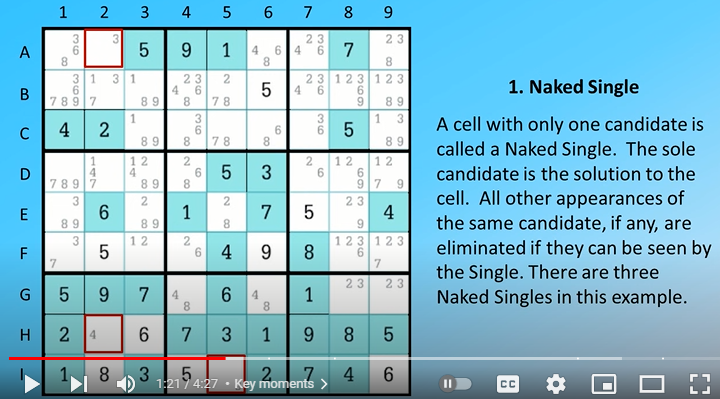 1 2 3 4 5 6 7 8 9
A 3 6 8 3 5 9 1 4 6 8 2 3 4 6 7 2 3 8
B 3 6 7 8 9 1 3 7 1 8 9 2 3 4 6 8 2 7 8 5 2 3 4 6 1 2 3 6 9 1 2 3 8 9
C 4 2 1 8 9 3 6 8 7 8 6 8 3 6 5 1 3 8 9
D 7 8 9 1 4 7 1 2 4 8 9 2 6 8 5 3 2 6 1 2 6 9 1 2 7 9
E 3 8 9 6 2 8 9 1 2 8 7 5 2 3 9 4
F 3 7 5 1 2 2 6 4 9 8 1 2 3 6 1 2 3 7
G 5 9 7 4 8 6 4 8 1 2 3 2 3
H 2 4 6 7 3 1 9 8 5
I 1 8 3 5 2 7 4 6
1. Naked Single
A cell with only one candidate is
called a Naked Single. The sole
candidate is the solution to the
cell. All other appearances of
the same candidate, if any, are
eliminated if they can be seen by
the Single. There are three
Naked Singles in this example.
1:21 / 4:27 • Key moments
CC